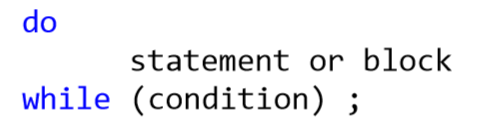 do
statement or block
while (condition) ;